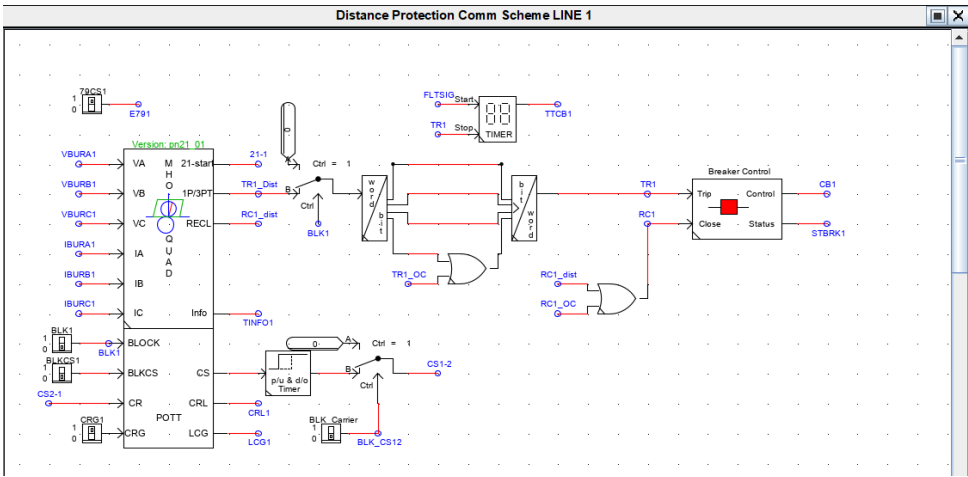 Distance Protection Comm Scheme LINE 1
79CS1
1
0
E791
FLTSIG
Start
TR1
Stop
TIMER
TTCB1
Version: pn21_01
VBURA1
VA
VBURB1
VB
VBURC1
VC
IBURA1
IA
IBURB1
IB
IBURC1
IC
MHO
QUAD
21-start
21-1
1P/3PT
TR1_Dist
RECL
RC1_dist
Info
TINFO1
0
A
B
Ctrl = 1
Ctrl
BLK1
word
bit
bit
word
TR1_OC
RC1_dist
RC1_OC
TR1
RC1
Breaker Control
Trip
Control
Close
Status
CB1
STBRK1
BLK1
1
0
BLK1
BLOCK
BLKCS1
1
0
BLKCS
CS2-1
CR
CRG1
1
0
CRG
POTT
CS
CRL
CRL1
LCG
LCG1
p/u & d/o
Timer
0
A
B
Ctrl = 1
Ctrl
CS1-2
BLK_Carrier
1
0
BLK_CS12